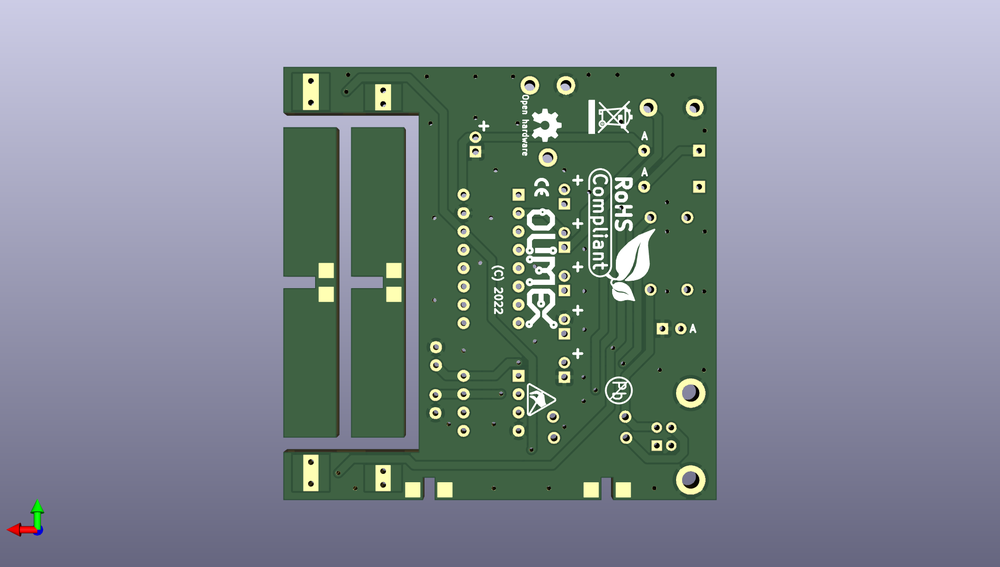 Open hardware
+
A
A
CE
+
RoHS
Compliant
OLIMEX
+
+
(C) 2022
+
A
+
Pb